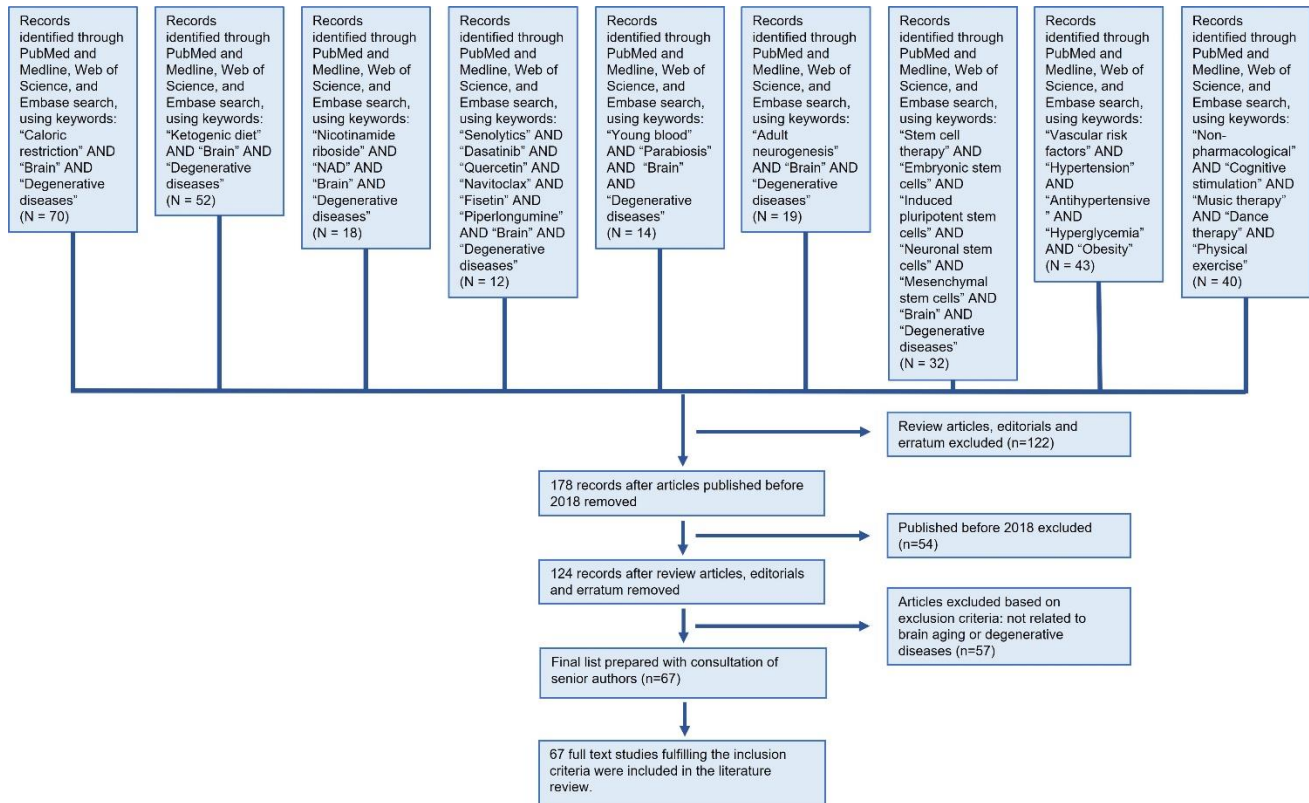 Records
identified through
PubMed and
Medline, Web of
Science, and
Embase search,
using keywords:
“Caloric
restriction” AND
“Brain” AND
“Degenerative
diseases”
(N = 70)
Records
identified through
PubMed and
Medline, Web of
Science, and
Embase search,
using keywords:
“Ketogenic diet”
AND “Brain” AND
“Degenerative
diseases”
(N = 52)
Records
identified through
PubMed and
Medline, Web of
Science, and
Embase search,
using keywords:
“Nicotinamide
riboside” AND
“NAD” AND
“Brain” AND
“Degenerative
diseases”
(N = 18)
Records
identified through
PubMed and
Medline, Web of
Science, and
Embase search,
using keywords:
“Senolytics” AND
“Dasatinib” AND
“Quercetin” AND
“Navitoclax” AND
“Fisetin” AND
“Piperlongumine”
AND “Brain” AND
“Degenerative
diseases”
(N = 12)
Records
identified through
PubMed and
Medline, Web of
Science, and
Embase search,
using keywords:
“Young blood”
AND “Parabiosis”
AND “Brain”
AND
“Degenerative
diseases”
(N = 14)
Records
identified through
PubMed and
Medline, Web of
Science, and
Embase search,
using keywords:
“Adult
neurogenesis”
AND “Brain” AND
“Degenerative
diseases”
(N = 19)
Records
identified through
PubMed and
Medline, Web of
Science, and
Embase search,
using keywords:
“Stem cell
therapy” AND
“Embryonic stem
cells” AND
“Induced
pluripotent stem
cells” AND
“Neuronal stem
cells” AND
“Mesenchymal
stem cells” AND
“Brain” AND
“Degenerative
diseases”
(N = 32)
Records
identified through
PubMed and
Medline, Web of
Science, and
Embase search,
using keywords:
“Vascular risk
factors” AND
“Hypertension”
AND
“Antihypertensive
” AND
“Hyperglycemia”
AND “Obesity”
(N = 43)
Records
identified through
PubMed and
Medline, Web of
Science, and
Embase search,
using keywords:
“Non-
pharmacological”
AND “Cognitive
stimulation” AND
“Music therapy”
AND “Dance
therapy” AND
“Physical
exercise”
(N = 40)
Review articles, editorials and
erratum excluded (n=122)
178 records after articles published before
2018 removed
Published before 2018 excluded
(n=54)
124 records after review articles, editorials
and erratum removed
Articles excluded based on
exclusion criteria: not related to
brain aging or degenerative
diseases (n=57)
Final list prepared with consultation of
senior authors (n=67)
67 full text studies fulfilling the inclusion
criteria were included in the literature
review.